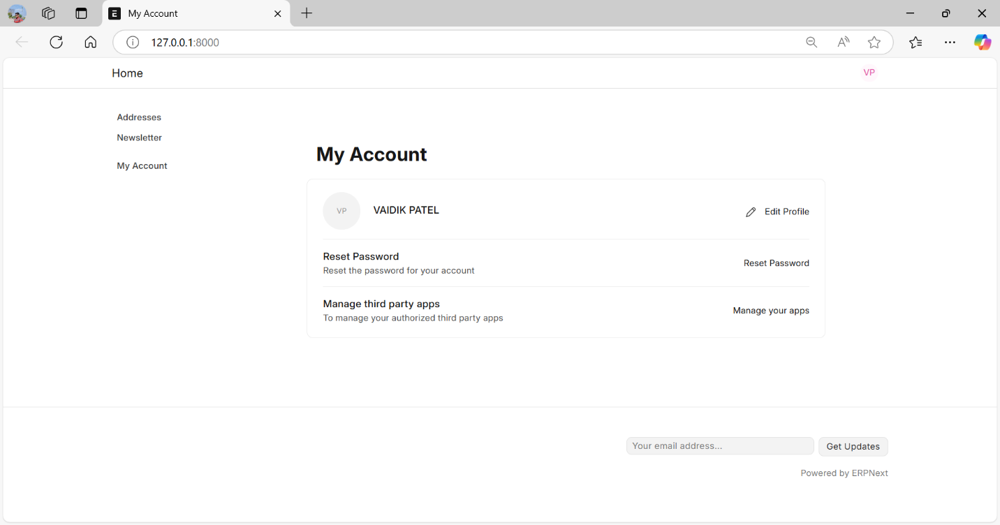 My Account
127.0.0.1:8000
Home
VP
Addresses
Newsletter
My Account
My Account
VP
VAIDIK PATEL
Edit Profile
Reset Password
Reset the password for your account
Reset Password
Manage third party apps
To manage your authorized third party apps
Manage your apps
Your email address...
Get Updates
Powered by ERPNext